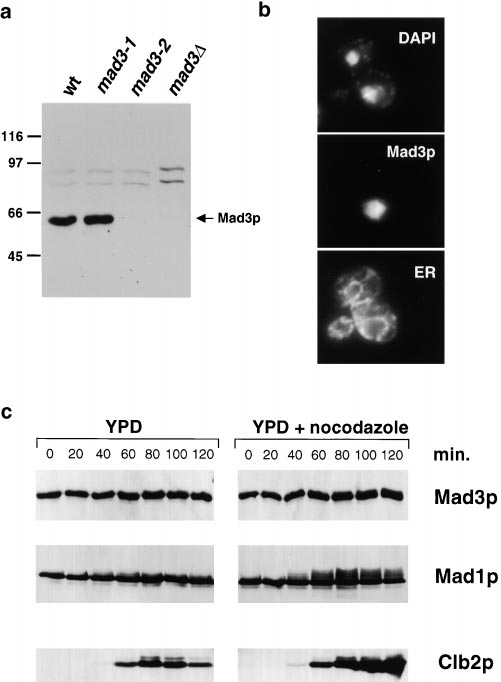 a
wt mad3-1 mad3-2 mad3Δ
116
97
66
45
Mad3p
b
DAPI
Mad3p
ER
c
YPD YPD + nocodazole
0 20 40 60 80 100 120 0 20 40 60 80 100 120 min.
Mad3p
Mad1p
Clb2p